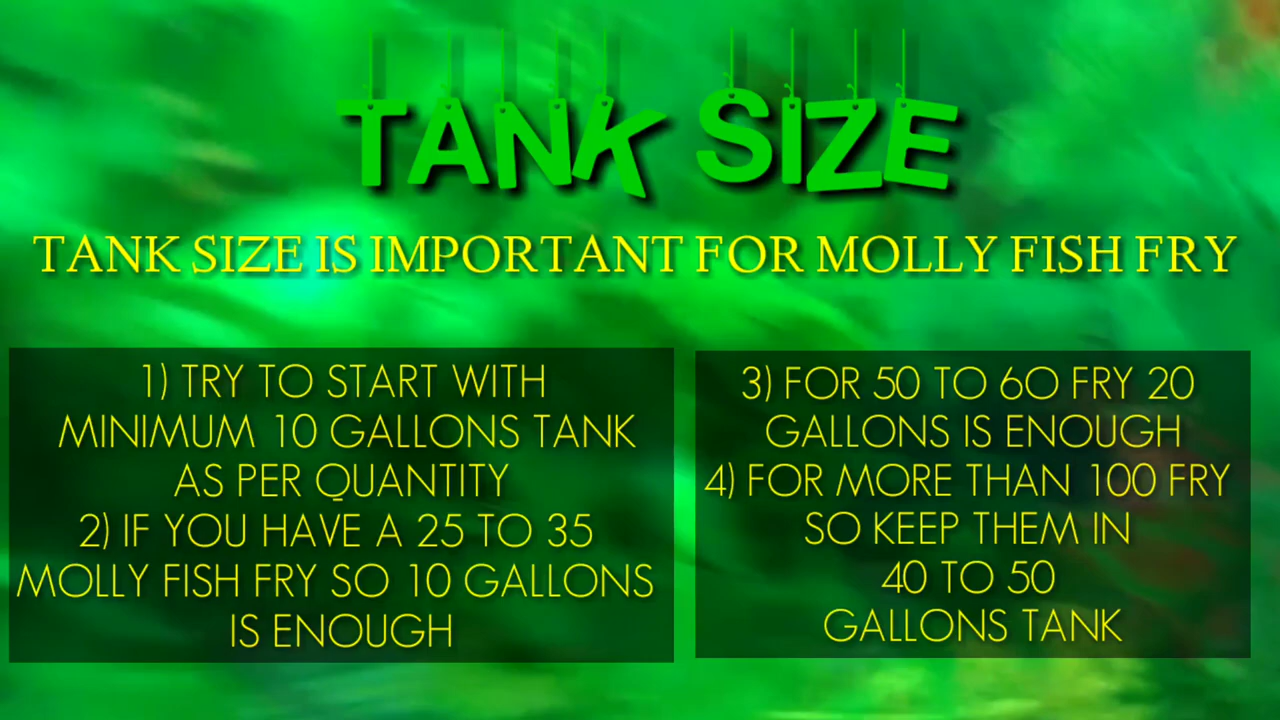 TANK SIZE
TANK SIZE IS IMPORTANT FOR MOLLY FISH FRY
1) TRY TO START WITH
MINIMUM 10 GALLONS TANK
AS PER QUANTITY
2) IF YOU HAVE A 25 TO 35
MOLLY FISH FRY SO 10 GALLONS
IS ENOUGH
3) FOR 50 TO 6O FRY 20
GALLONS IS ENOUGH
4) FOR MORE THAN 100 FRY
SO KEEP THEM IN
40 TO 50
GALLONS TANK